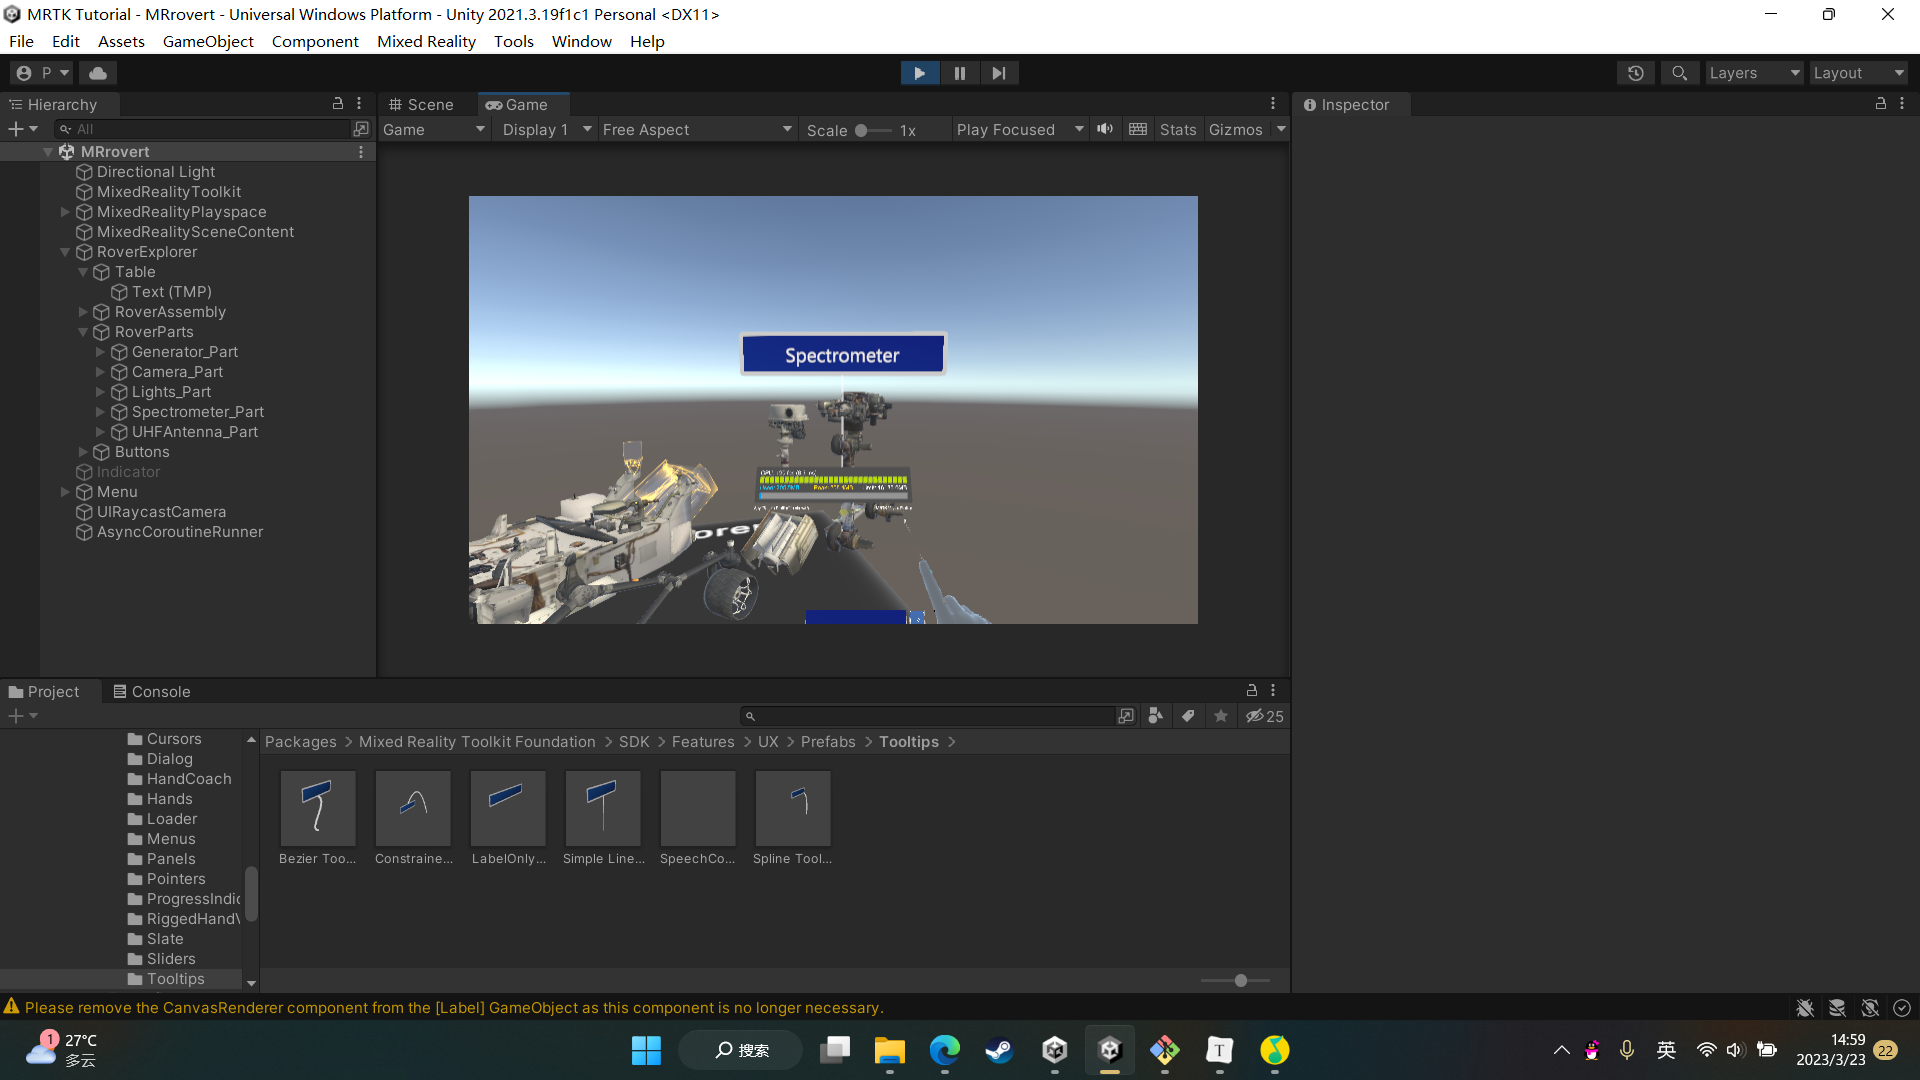 MRTK Tutorial - MRrovert - Universal Windows Platform - Unity 2021.3.19f1c1 Personal <DX11>
File Edit Assets GameObject Component Mixed Reality Tools Window Help
P Layers Layout
Hierarchy
All
MRrovert
Directional Light
MixedRealityToolkit
MixedRealityPlayspace
MixedRealitySceneContent
RoverExplorer
Table
Text (TMP)
RoverAssembly
RoverParts
Generator_Part
Camera_Part
Lights_Part
Spectrometer_Part
UHFAntenna_Part
Buttons
Indicator
Menu
UIRaycastCamera
AsyncCoroutineRunner
Scene Game
Game Display 1 Free Aspect Scale 1x Play Focused Stats Gizmos
Spectrometer
orer
Inspector
Project Console
25
Cursors
Dialog
HandCoach
Hands
Loader
Menus
Panels
Pointers
ProgressIndic
RiggedHandV
Slate
Sliders
Tooltips
Packages > Mixed Reality Toolkit Foundation > SDK > Features > UX > Prefabs > Tooltips >
Bezier Too... Constraine... LabelOnly... Simple Line... SpeechCo... Spline Tool...
Please remove the CanvasRenderer component from the [Label] GameObject as this component is no longer necessary.
1
27°C
多云
搜索
T
英
14:59
2023/3/23
22